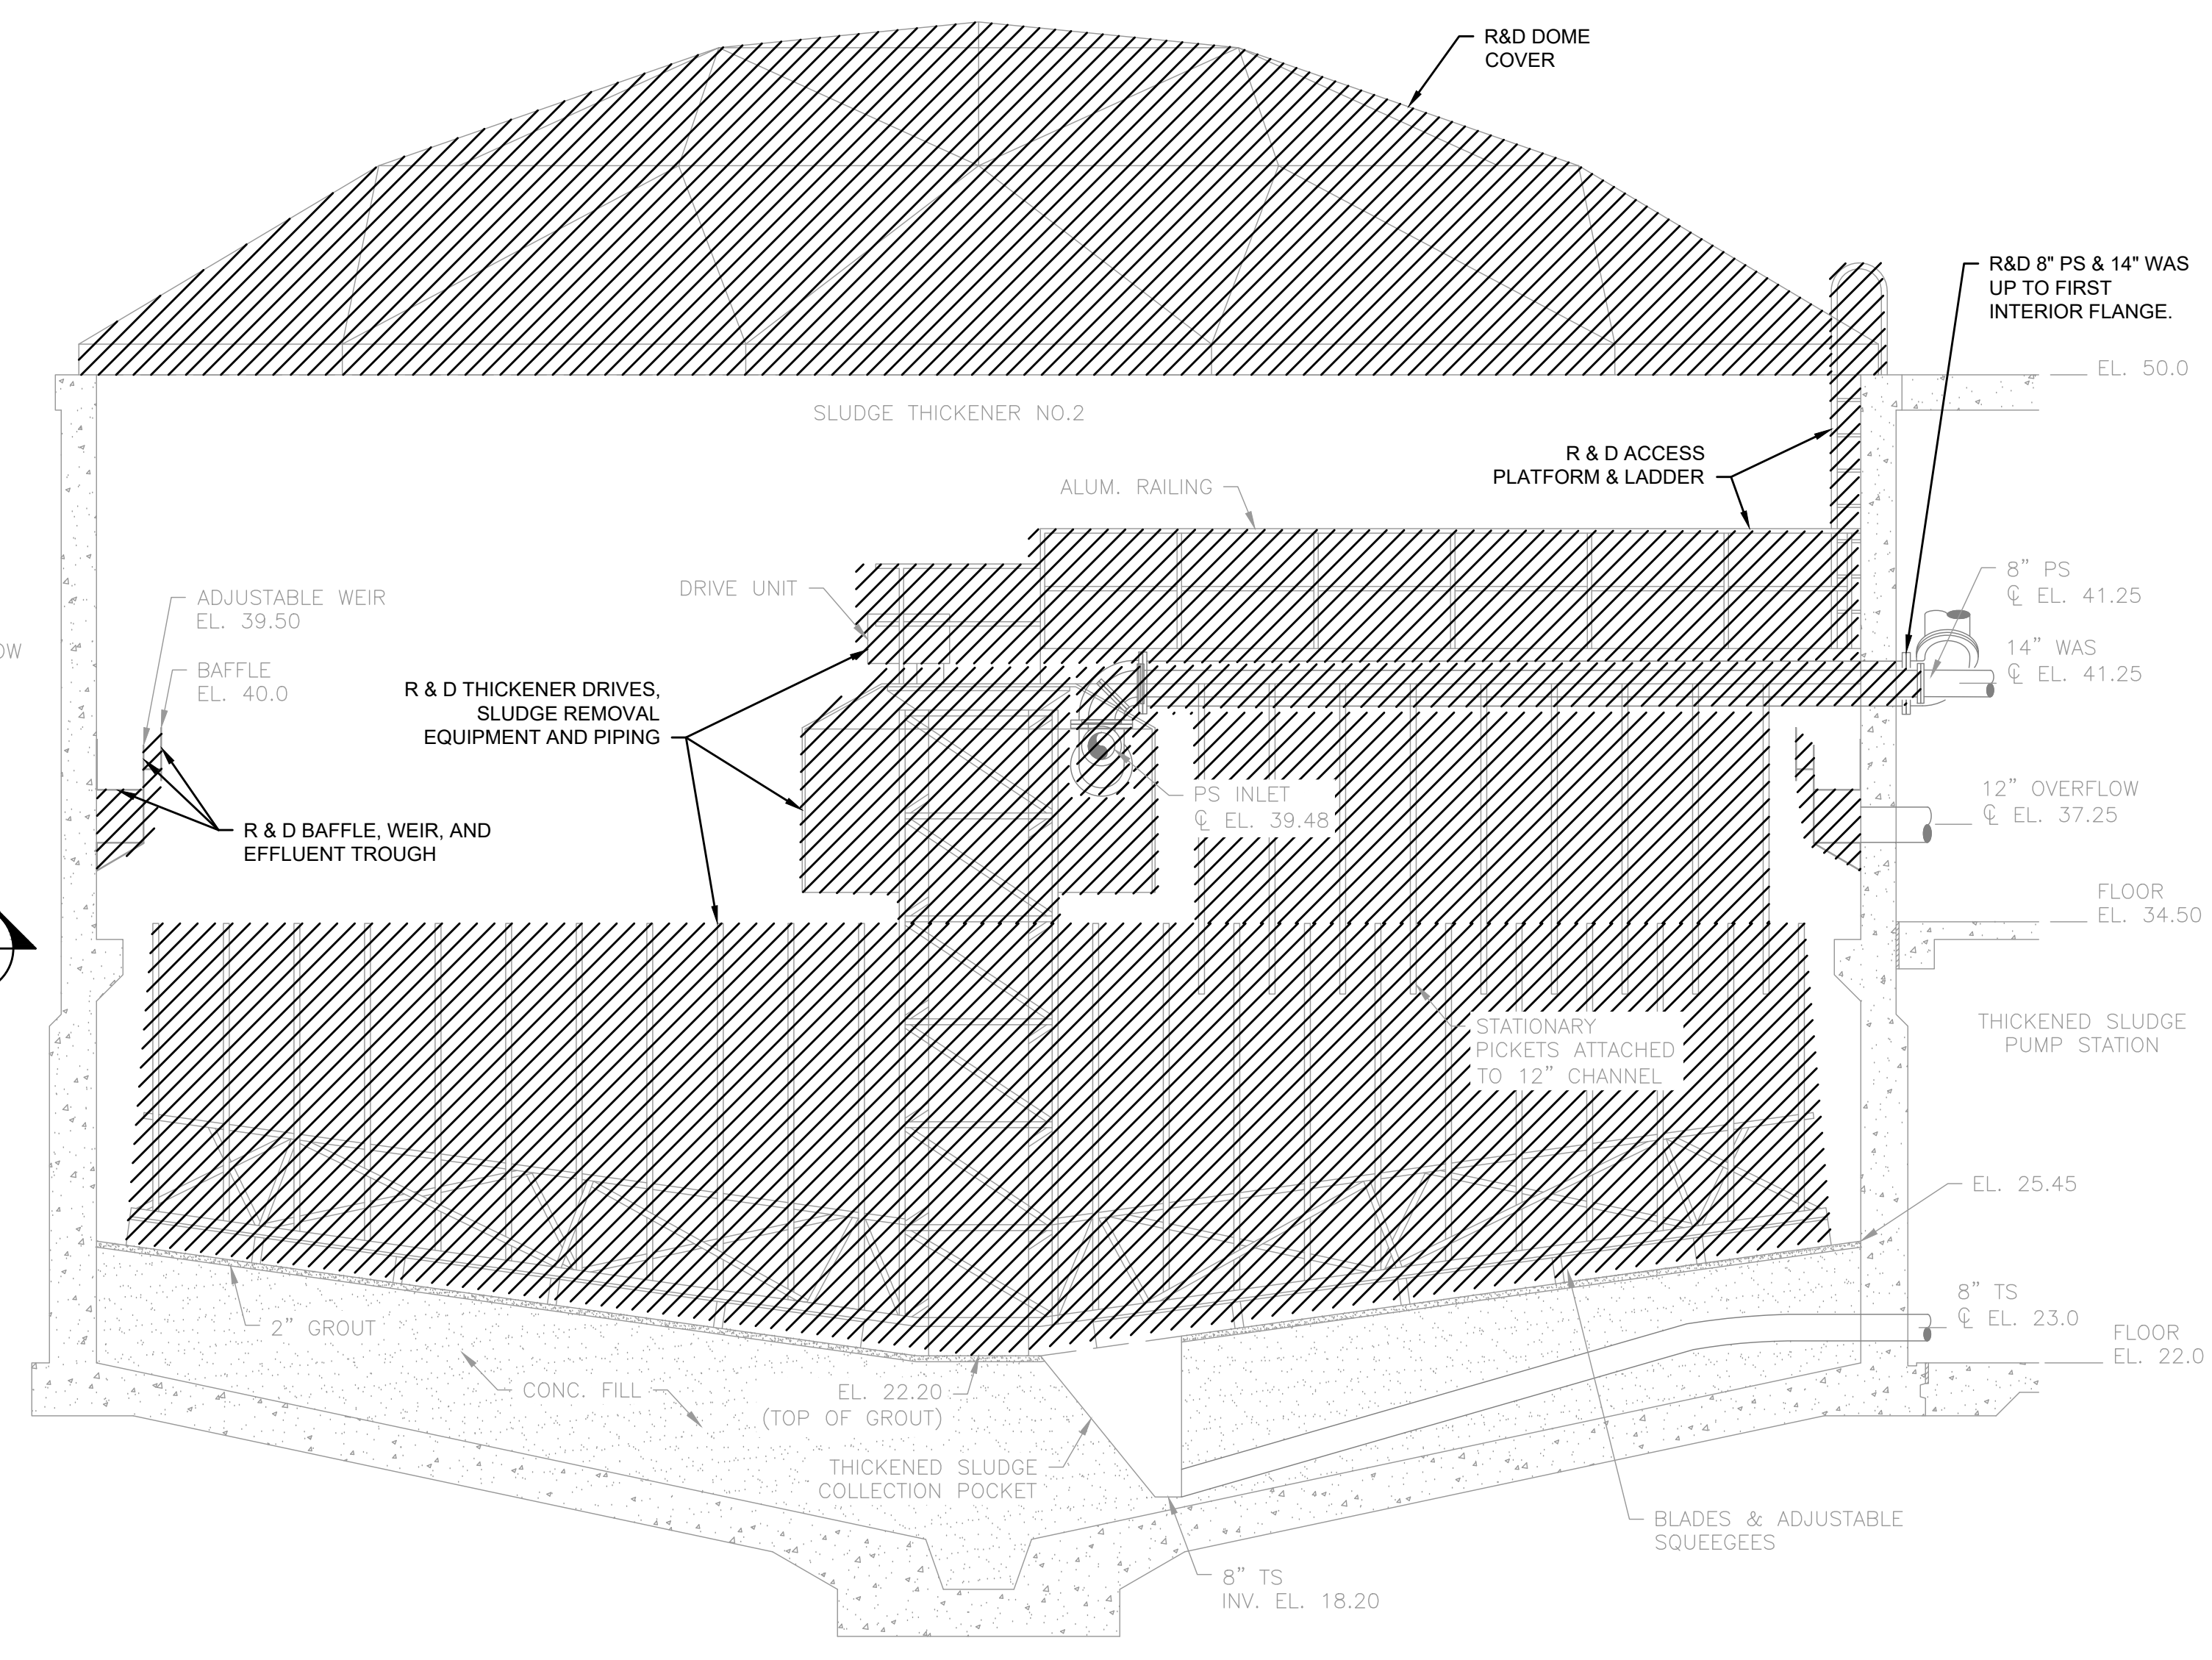 R&D DOME
COVER
R&D 8" PS & 14" WAS
UP TO FIRST
INTERIOR FLANGE.
EL. 50.0
SLUDGE THICKENER NO.2
R & D ACCESS
PLATFORM & LADDER
ALUM. RAILING
DRIVE UNIT
ADJUSTABLE WEIR
EL. 39.50
BAFFLE
EL. 40.0
OW
8” PS
℄ EL. 41.25
14” WAS
℄ EL. 41.25
R & D THICKENER DRIVES,
SLUDGE REMOVAL
EQUIPMENT AND PIPING
PS INLET
℄ EL. 39.48
12” OVERFLOW
℄ EL. 37.25
R & D BAFFLE, WEIR, AND
EFFLUENT TROUGH
FLOOR
EL. 34.50
STATIONARY
PICKETS ATTACHED
TO 12” CHANNEL
THICKENED SLUDGE
PUMP STATION
EL. 25.45
8” TS
℄ EL. 23.0
FLOOR
EL. 22.0
2” GROUT
CONC. FILL
EL. 22.20
(TOP OF GROUT)
THICKENED SLUDGE
COLLECTION POCKET
BLADES & ADJUSTABLE
SQUEEGEES
8” TS
INV. EL. 18.20